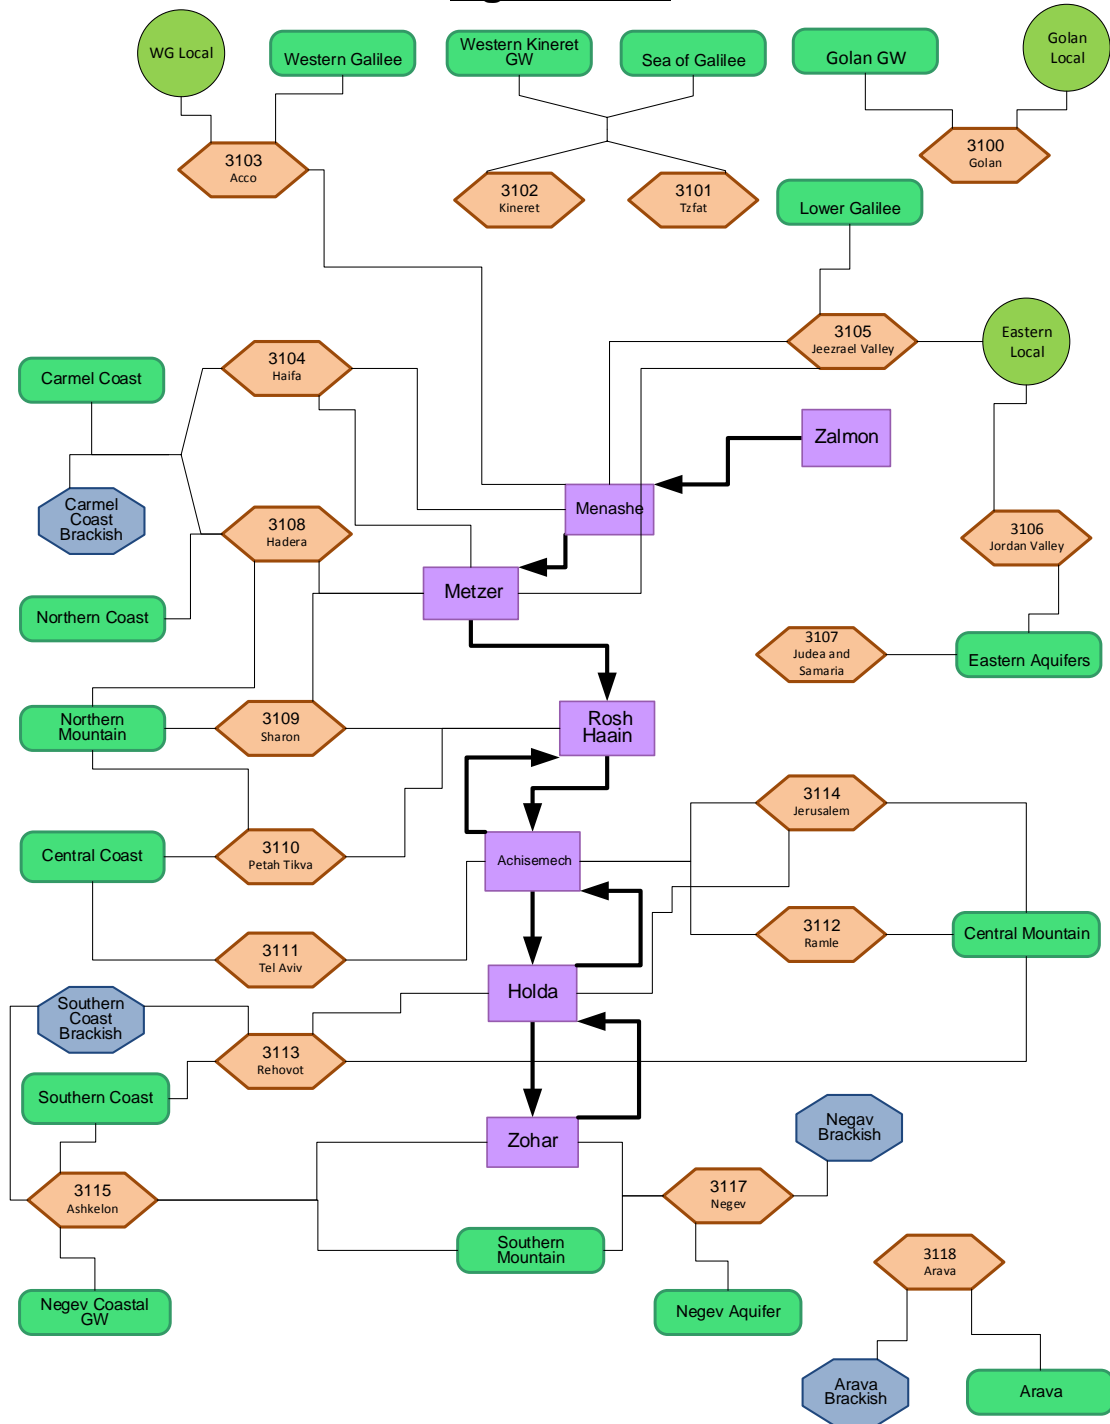 WG Local
Western Galilee
Western Kineret
GW
Sea of Galilee
Golan GW
Golan
Local
3103
Acco
3102
Kineret
3101
Tzfat
3100
Golan
Lower Galilee
3105
Jeezrael Valley
Eastern
Local
3104
Haifa
Carmel Coast
Zalmon
Carmel
Coast
Brackish
3108
Hadera
Menashe
3106
Jordan Valley
Metzer
Northern Coast
3107
Judea and
Samaria
Eastern Aquifers
Northern
Mountain
3109
Sharon
Rosh
Haain
3114
Jerusalem
Central Coast
3110
Petah Tikva
Achisemech
3112
Ramle
Central Mountain
3111
Tel Aviv
Holda
Southern
Coast
Brackish
3113
Rehovot
Southern Coast
Zohar
Negav
Brackish
3115
Ashkelon
3117
Negev
Southern
Mountain
3118
Arava
Negev Coastal
GW
Negev Aquifer
Arava
Brackish
Arava